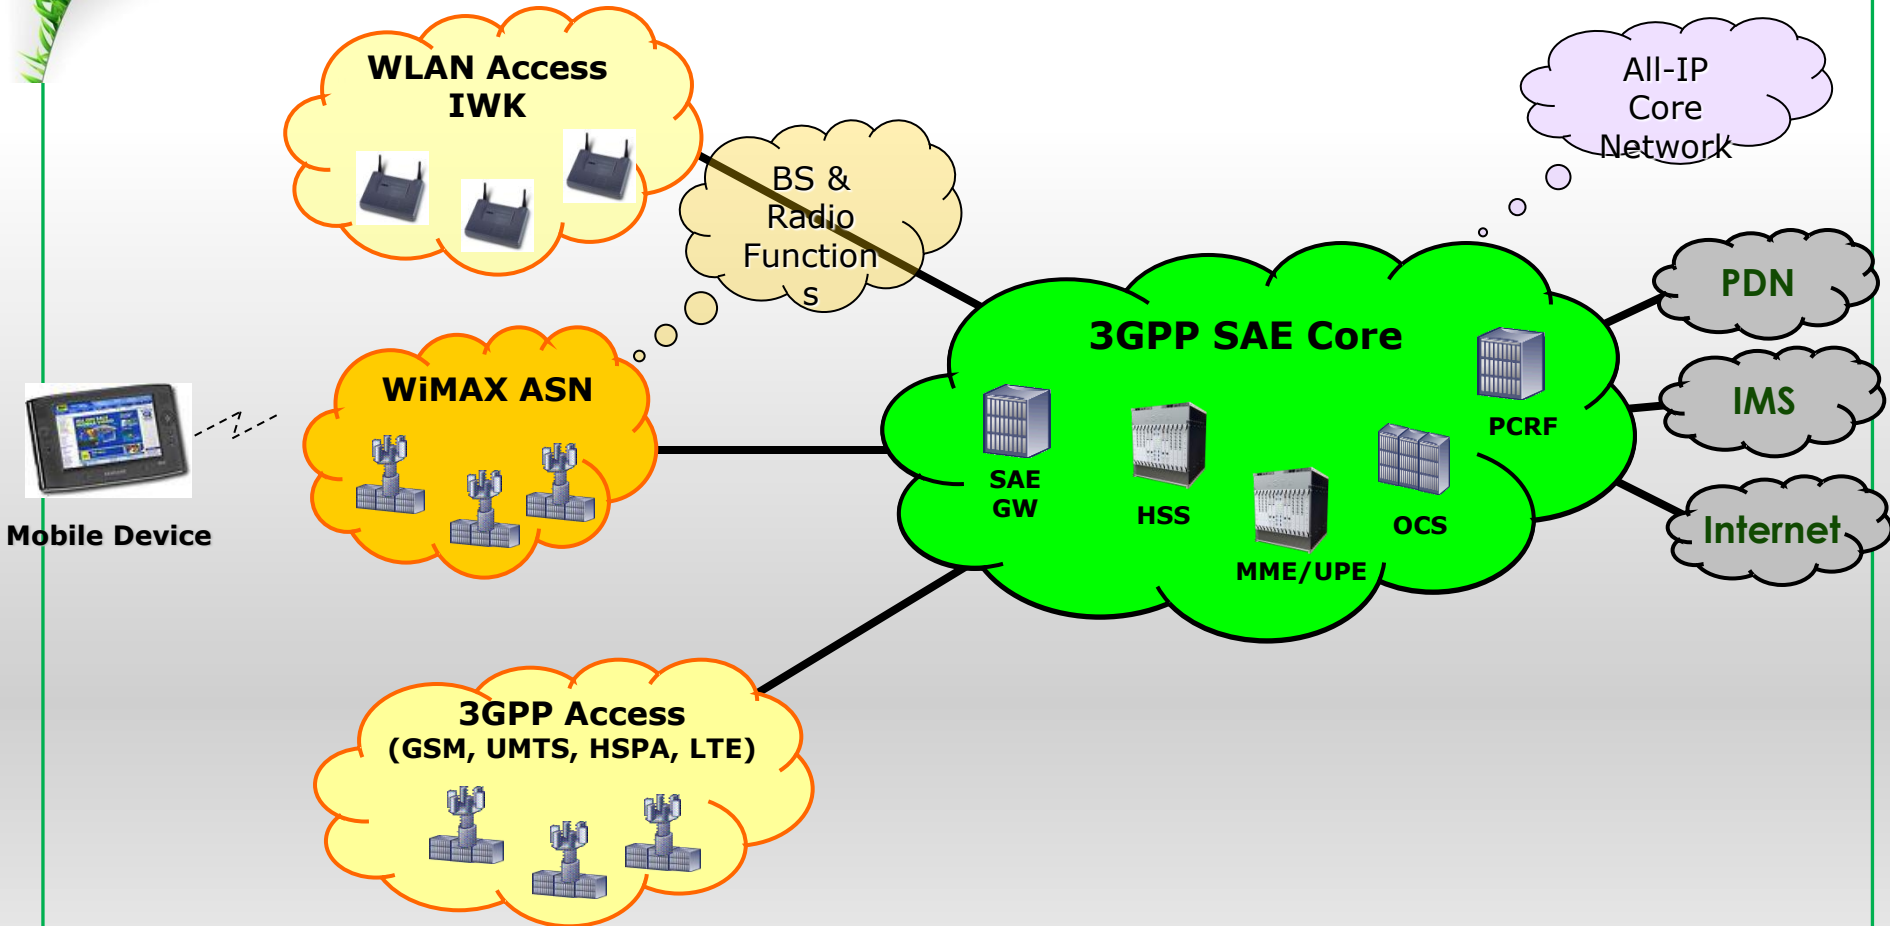 WLAN Access
IWK
BS &
Radio
Function
s
All-IP
Core
Network
WiMAX ASN
Mobile Device
3GPP SAE Core
SAE
GW
HSS
MME/UPE
OCS
PCRF
PDN
IMS
Internet
3GPP Access
(GSM, UMTS, HSPA, LTE)